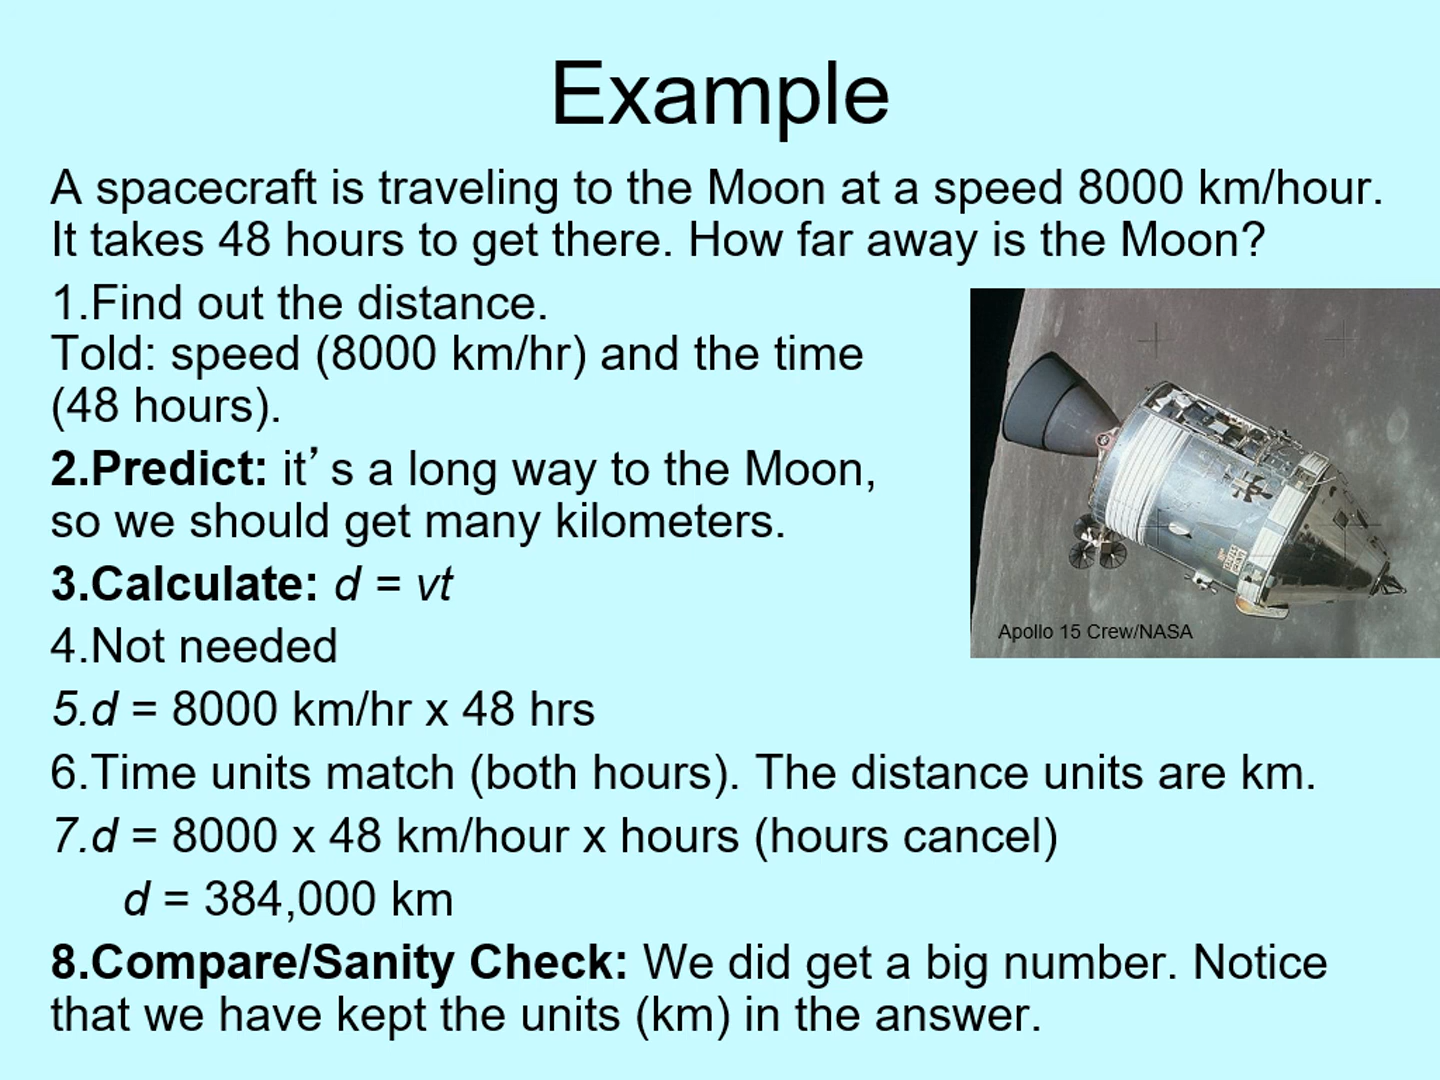 Example
A spacecraft is traveling to the Moon at a speed 8000 km/hour.
It takes 48 hours to get there. How far away is the Moon?
1.Find out the distance.
Told: speed (8000 km/hr) and the time
(48 hours).
2.Predict: it’s a long way to the Moon,
so we should get many kilometers.
3.Calculate: d = vt
4.Not needed
5.d = 8000 km/hr x 48 hrs
6.Time units match (both hours). The distance units are km.
7.d = 8000 x 48 km/hour x hours (hours cancel)
d = 384,000 km
8.Compare/Sanity Check: We did get a big number. Notice
that we have kept the units (km) in the answer.
Apollo 15 Crew/NASA